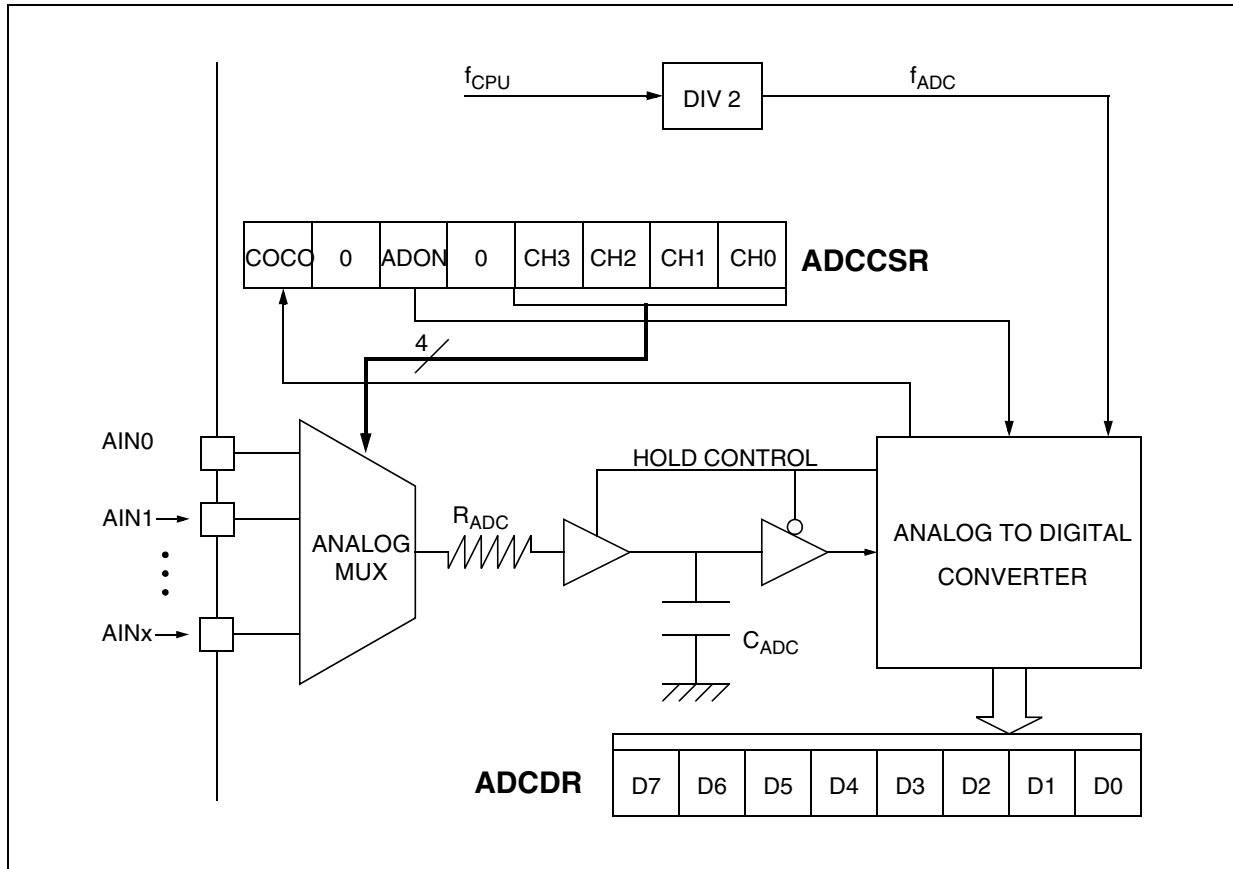 fCPU
DIV 2
fADC
COCO 0 ADON 0 CH3 CH2 CH1 CH0 ADCCSR
4
AIN0
HOLD CONTROL
AIN1
RADC
ANALOG
MUX
ANALOG TO DIGITAL
CONVERTER
AINx
CADC
ADCDR D7 D6 D5 D4 D3 D2 D1 D0